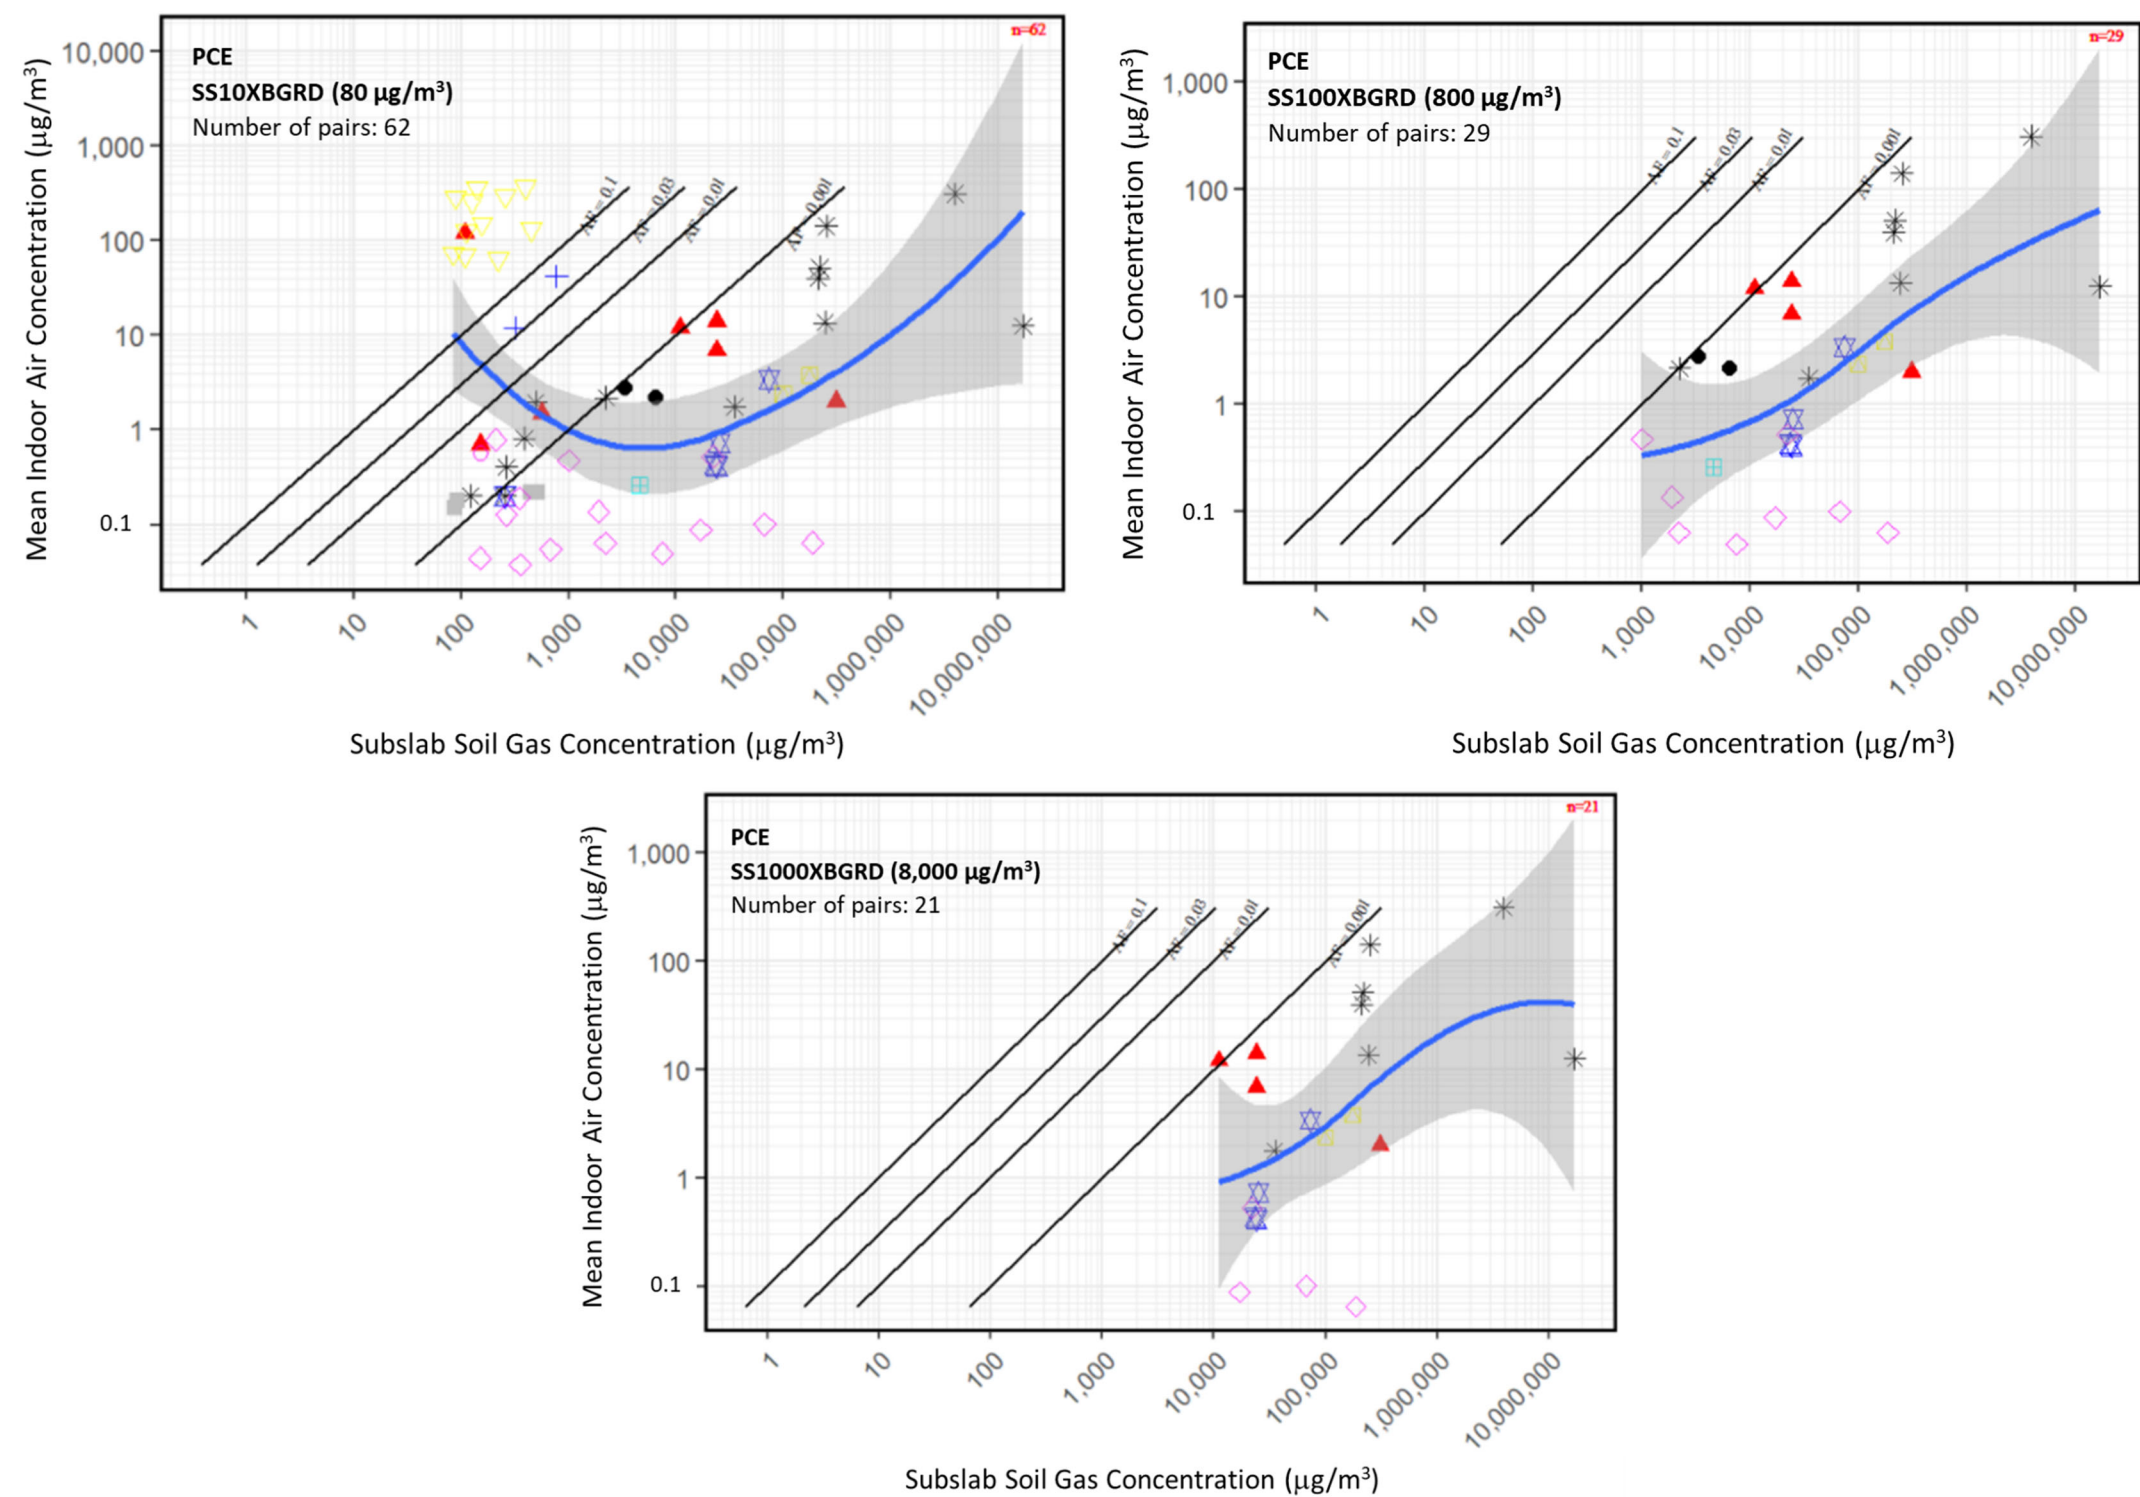 n=62
PCE
SS10XBGRD (80 µg/m³)
Number of pairs: 62
Mean Indoor Air Concentration (µg/m³)
10,000
1,000
100
10
1
0.1
AF = 0.1
AF = 0.03
AF = 0.01
AF = 0.001
1
10
100
1,000
10,000
100,000
1,000,000
10,000,000
Subslab Soil Gas Concentration (µg/m³)
n=29
PCE
SS100XBGRD (800 µg/m³)
Number of pairs: 29
Mean Indoor Air Concentration (µg/m³)
1,000
100
10
1
0.1
AF = 0.1
AF = 0.03
AF = 0.01
AF = 0.001
1
10
100
1,000
10,000
100,000
1,000,000
10,000,000
Subslab Soil Gas Concentration (µg/m³)
n=21
PCE
SS1000XBGRD (8,000 µg/m³)
Number of pairs: 21
Mean Indoor Air Concentration (µg/m³)
1,000
100
10
1
0.1
AF = 0.1
AF = 0.03
AF = 0.01
AF = 0.001
1
10
100
1,000
10,000
100,000
1,000,000
10,000,000
Subslab Soil Gas Concentration (µg/m³)